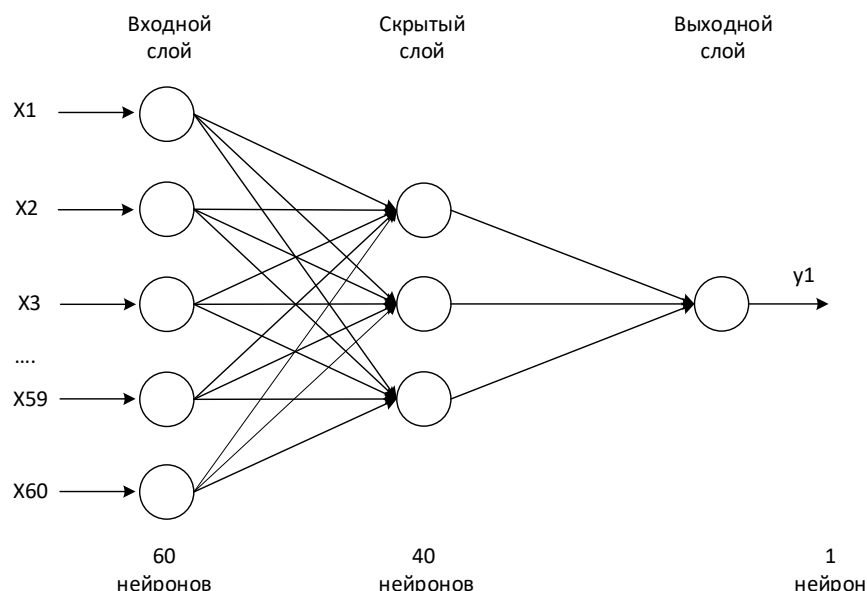 Входной
слой
Скрытый
слой
Выходной
слой
X1
X2
X3
....
X59
X60
y1
60
нейронов
40
нейронов
1
нейрон